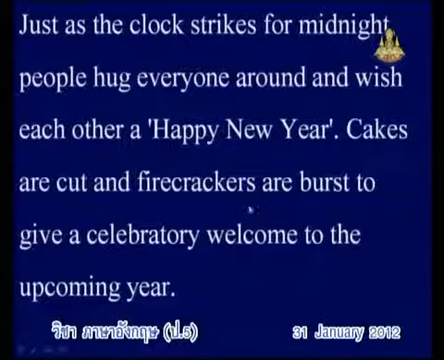 Just as the clock strikes for midnight,
people hug everyone around and wish
each other a 'Happy New Year'. Cakes
are cut and firecrackers are burst to
give a celebratory welcome to the
upcoming year.
วิชา ภาษาอังกฤษ (ป.5) 31 January 2012